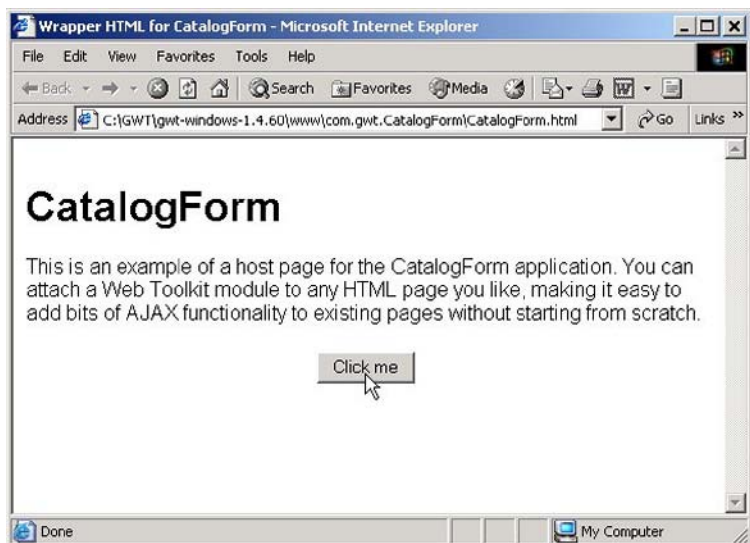 Wrapper HTML for CatalogForm - Microsoft Internet Explorer
File Edit View Favorites Tools Help
Back Search Favorites Media W
Address C:\GWT\gwt-windows-1.4.60\www\com.gwt.CatalogForm\CatalogForm.html Go Links »
CatalogForm
This is an example of a host page for the CatalogForm application. You can
attach a Web Toolkit module to any HTML page you like, making it easy to
add bits of AJAX functionality to existing pages without starting from scratch.
Click me
Done My Computer